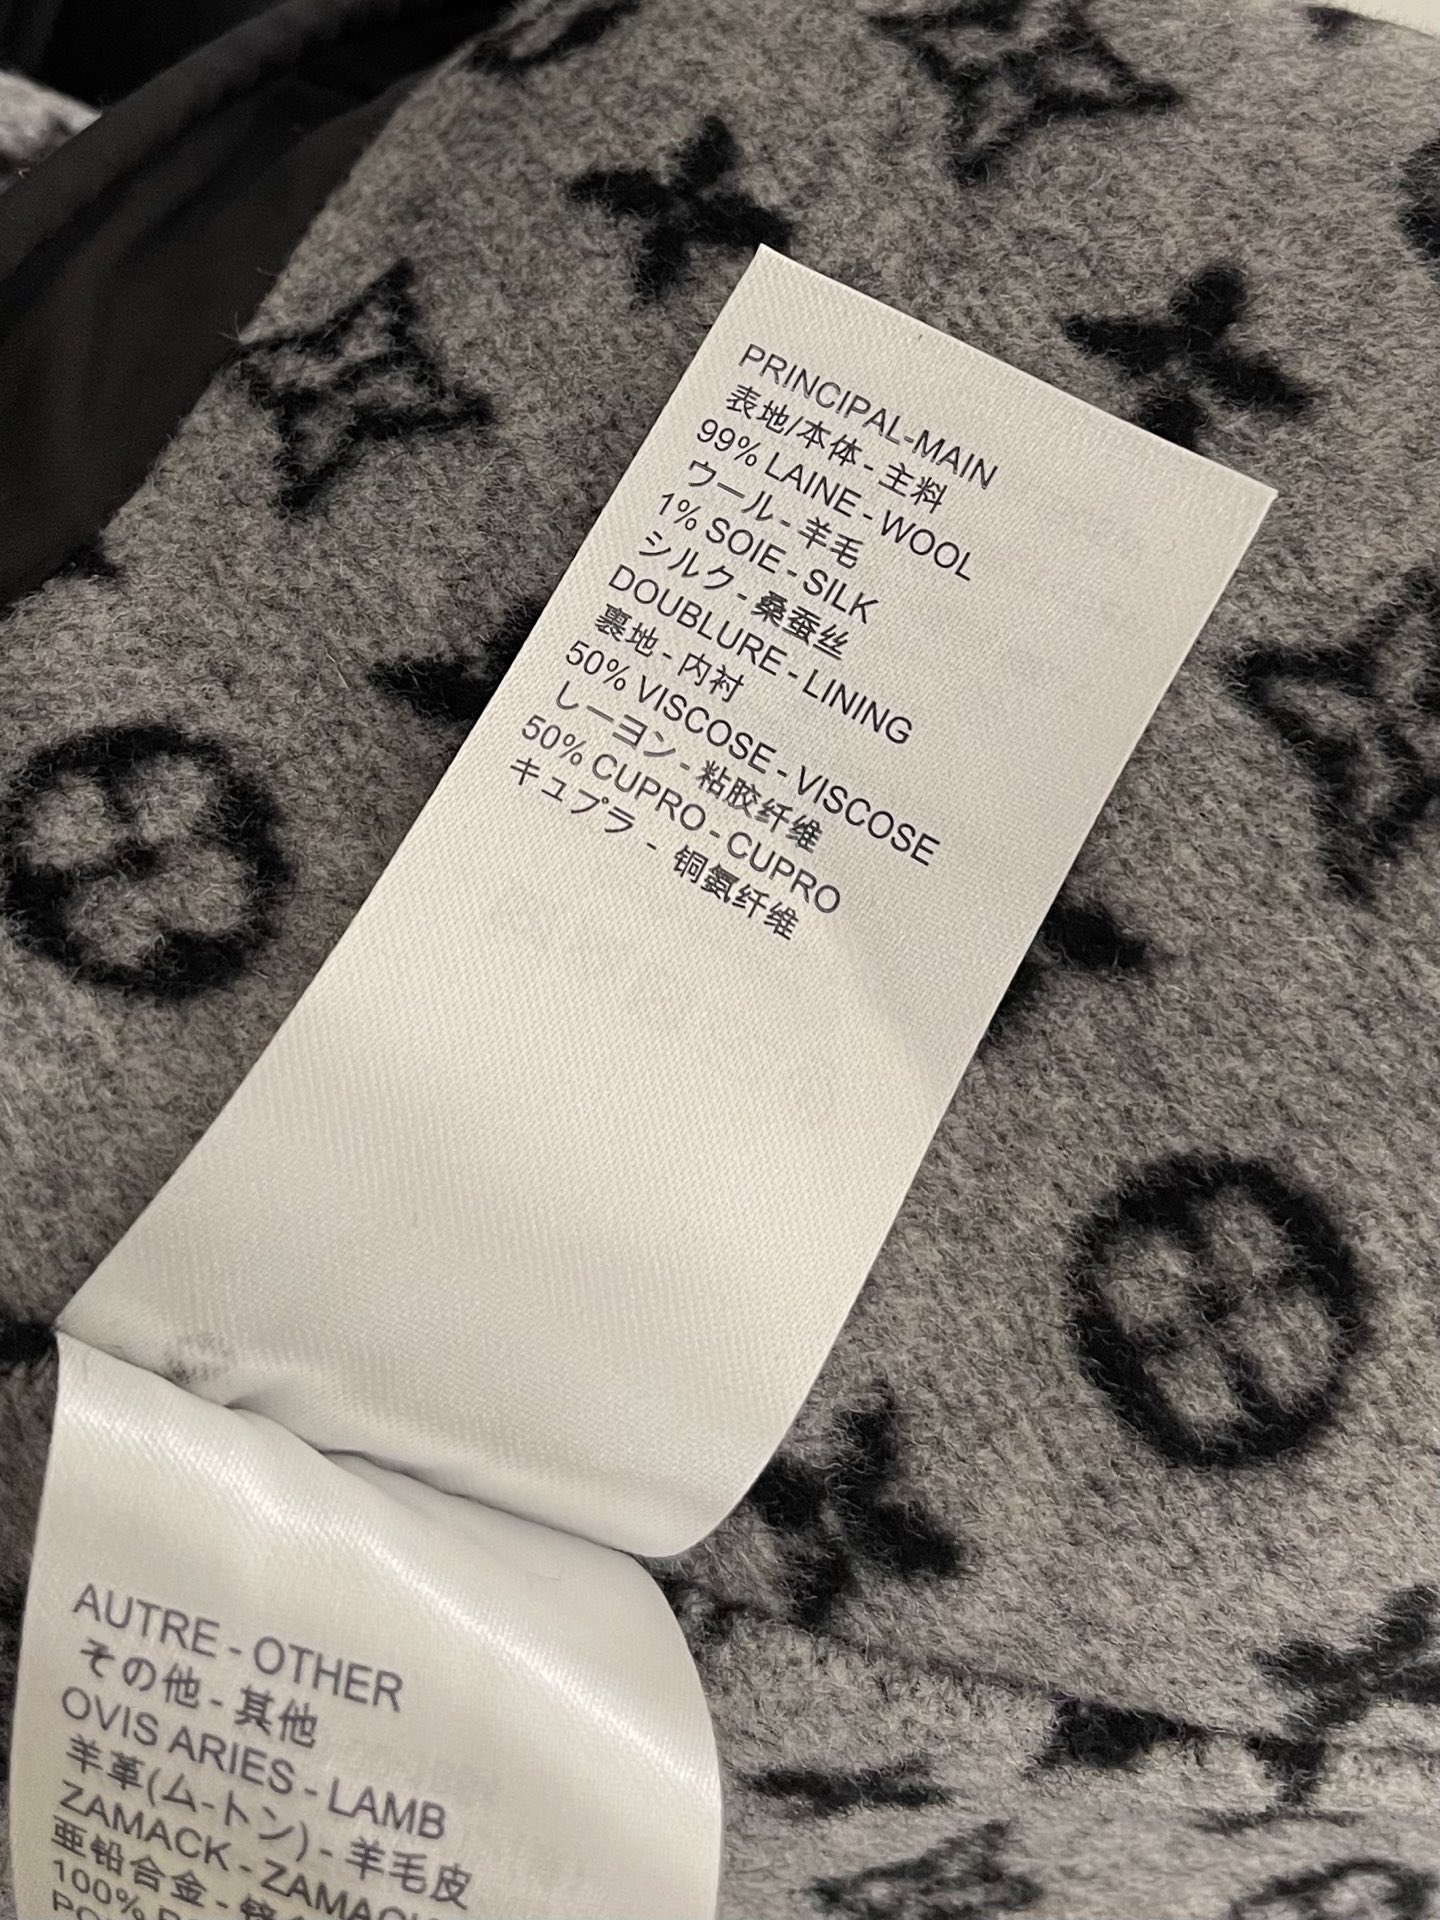 PRINCIPAL-MAIN
表地/本体 - 主料
99% LAINE - WOOL
ウール - 羊毛
1% SOIE - SILK
シルク - 桑蚕丝
DOUBLURE - LINING
裏地 - 内衬
50% VISCOSE - VISCOSE
レーヨン - 粘胶纤维
50% CUPRO - CUPRO
キュプラ - 铜氨纤维
AUTRE - OTHER
その他 - 其他
OVIS ARIES - LAMB
羊革(ム-トン) - 羊毛皮
ZAMACK - ZAMACK
亜鉛合金 - 锌
100%